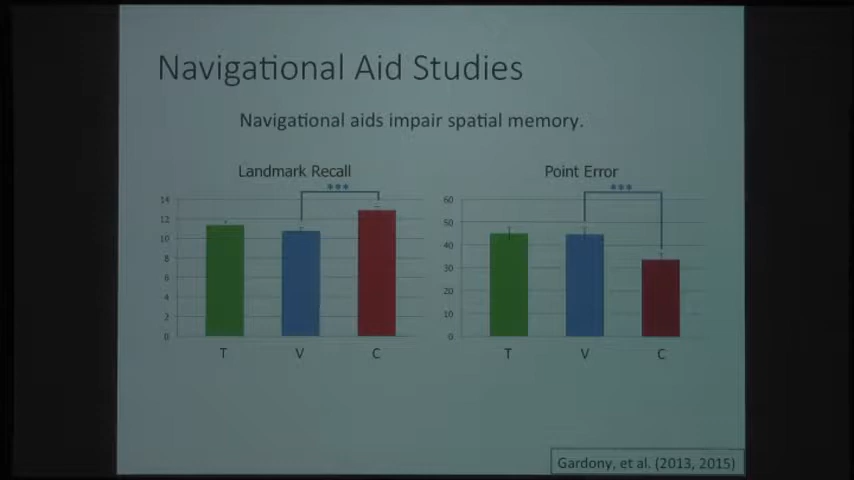 Navigational Aid Studies
Navigational aids impair spatial memory.
Landmark Recall
***
14
12
10
8
6
4
2
0
T V C
Point Error
***
60
50
40
30
20
10
0
T V C
Gardony, et al. (2013, 2015)